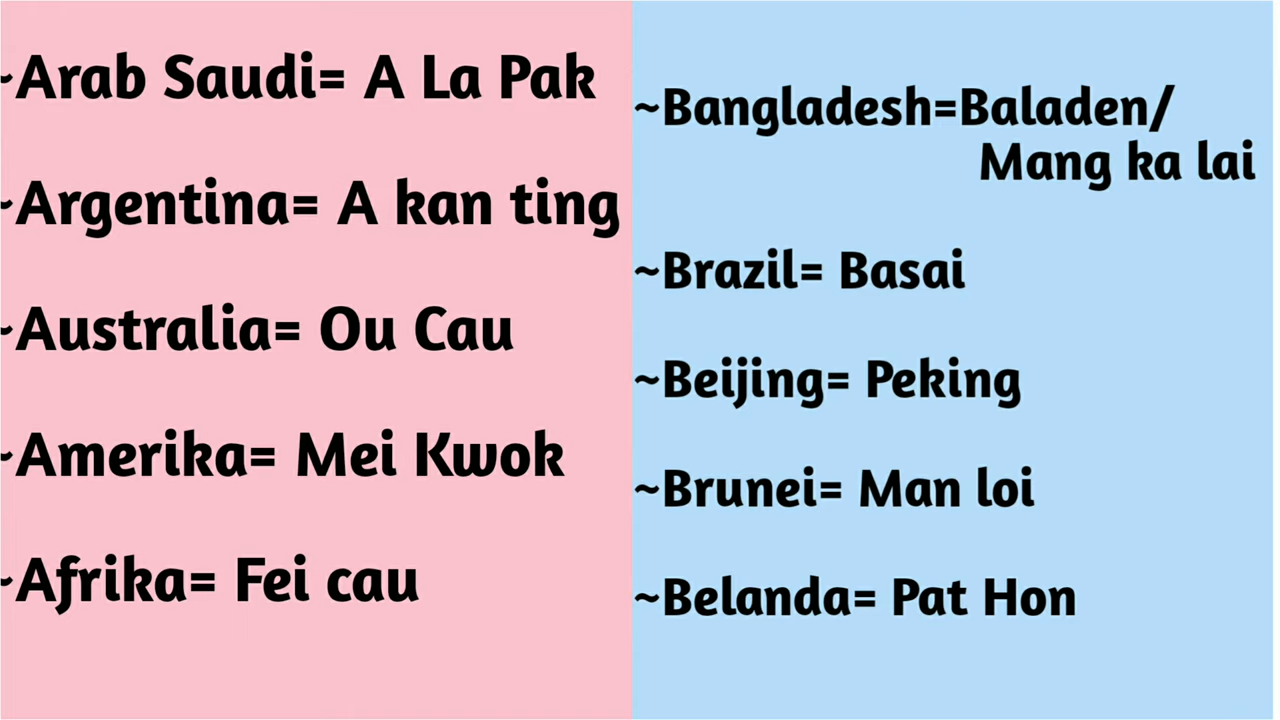 ~Arab Saudi= A La Pak
~Argentina= A kan ting
~Australia= Ou Cau
~Amerika= Mei Kwok
~Afrika= Fei cau
~Bangladesh=Baladen/
Mang ka lai
~Brazil= Basai
~Beijing= Peking
~Brunei= Man loi
~Belanda= Pat Hon